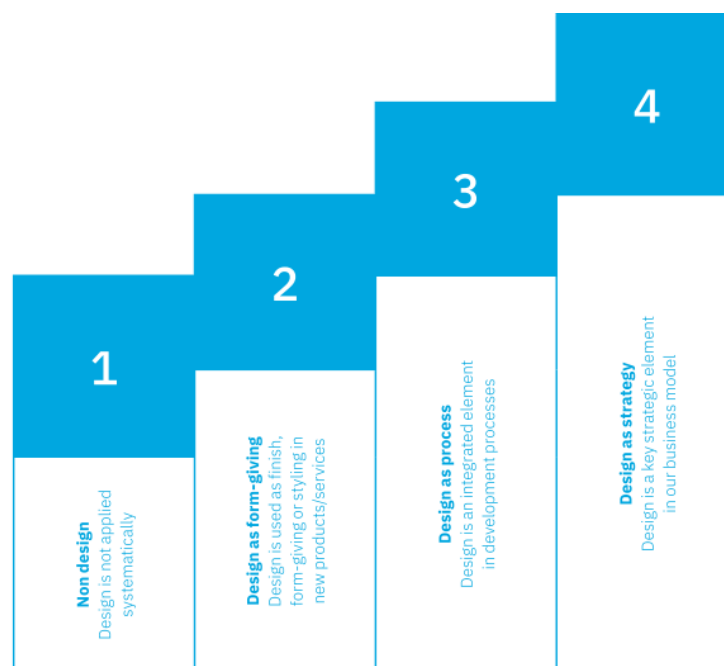 1
Non design
Design is not applied
systematically
2
Design as form-giving
Design is used as finish,
form-giving or styling in
new products/services
3
Design as process
Design is an integrated element
in development processes
4
Design as strategy
Design is a key strategic element
in our business model